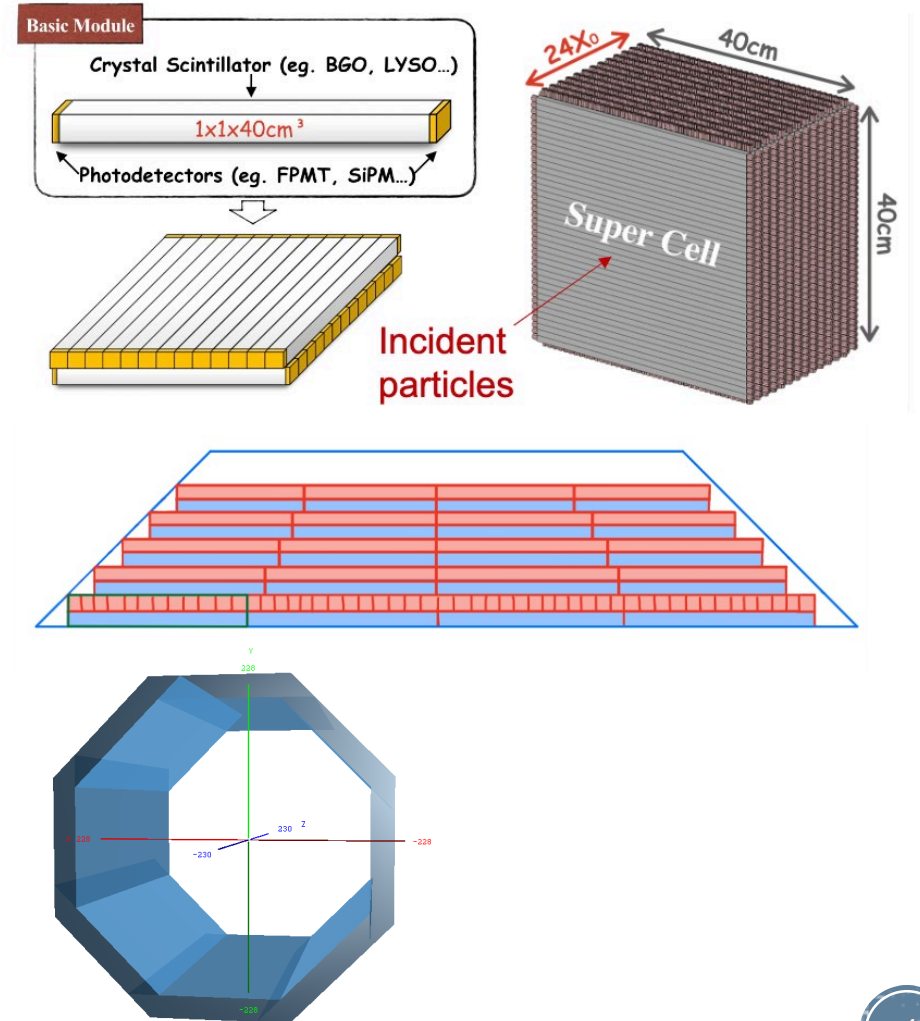 Basic Module
Crystal Scintillator (eg. BGO, LYSO…)
1x1x40cm³
Photodetectors (eg. FPMT, SiPM…)
24X₀
40cm
40cm
Super Cell
Incident
particles
Y
228
230 Z
-230
228
-228
-228